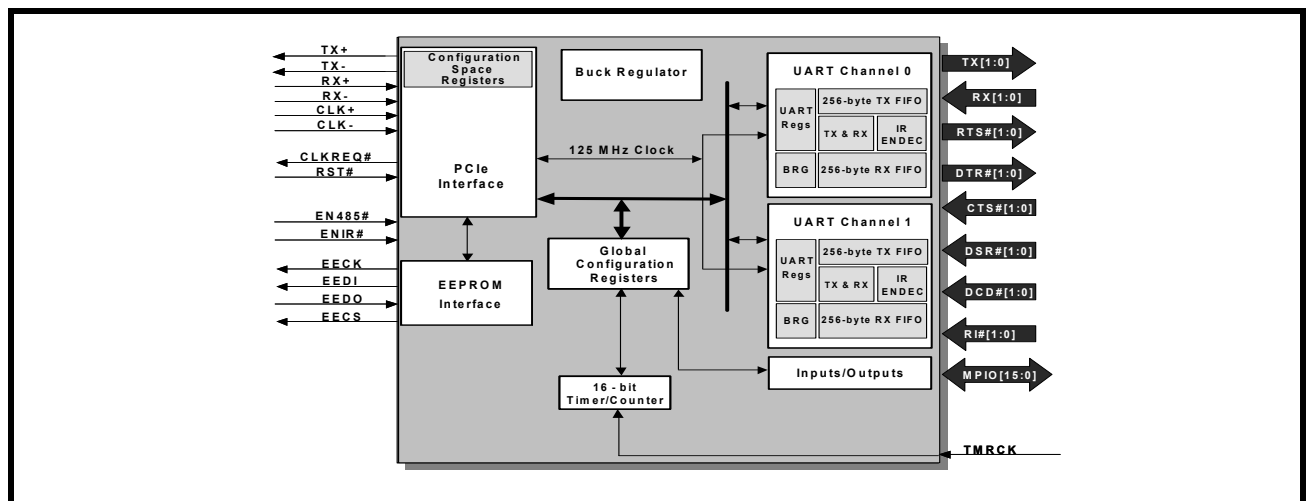 TX+
TX-
RX+
RX-
CLK+
CLK-
CLKREQ#
RST#
EN485#
ENIR#
EECK
EEDI
EEDO
EECS
Configuration
Space
Registers
PCIe
Interface
EEPROM
Interface
Buck Regulator
125 MHz Clock
Global
Configuration
Registers
16-bit
Timer/Counter
UART Channel 0
UART
Regs
256-byte TX FIFO
TX & RX
IR
ENDEC
BRG
256-byte RX FIFO
UART Channel 1
UART
Regs
256-byte TX FIFO
TX & RX
IR
ENDEC
BRG
256-byte RX FIFO
Inputs/Outputs
TX[1:0]
RX[1:0]
RTS#[1:0]
DTR#[1:0]
CTS#[1:0]
DSR#[1:0]
DCD#[1:0]
RI#[1:0]
MPIO[15:0]
TMRCK